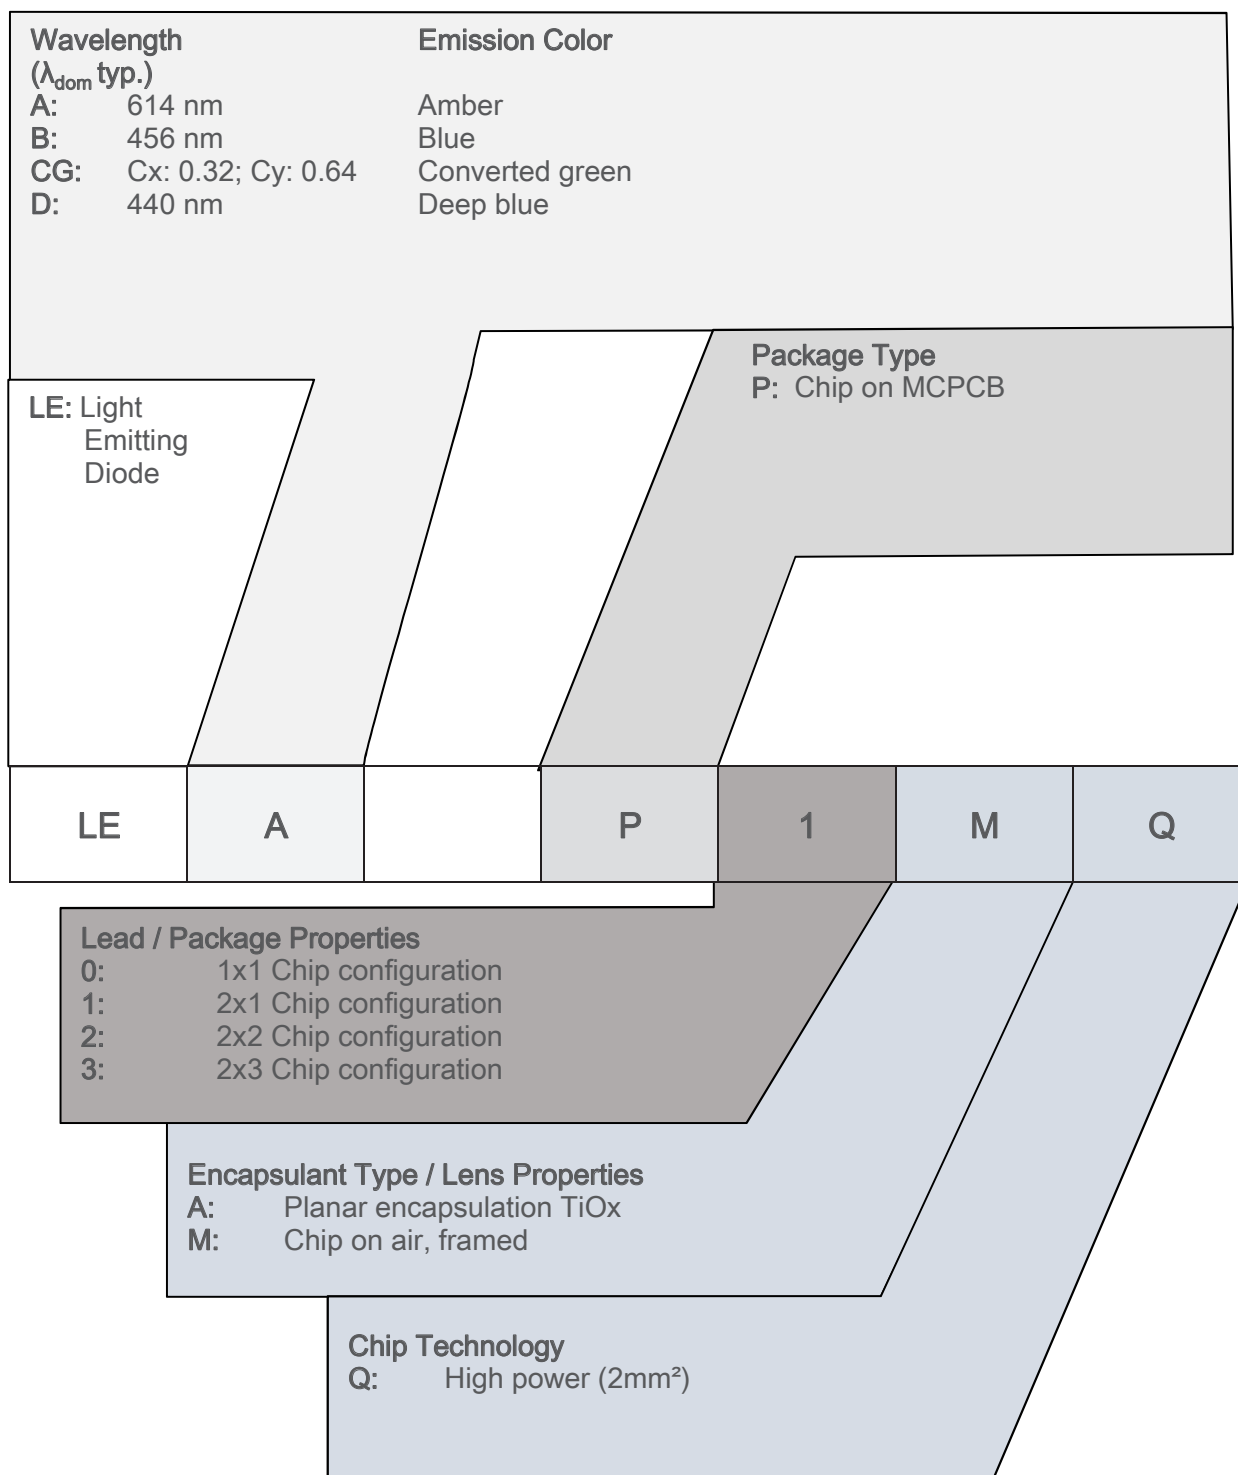 Wavelength Emission Color
(λdom typ.)
A: 614 nm Amber
B: 456 nm Blue
CG: Cx: 0.32; Cy: 0.64 Converted green
D: 440 nm Deep blue
Package Type
P: Chip on MCPCB
LE: Light
Emitting
Diode
LE A P 1 M Q
Lead / Package Properties
0: 1x1 Chip configuration
1: 2x1 Chip configuration
2: 2x2 Chip configuration
3: 2x3 Chip configuration
Encapsulant Type / Lens Properties
A: Planar encapsulation TiOx
M: Chip on air, framed
Chip Technology
Q: High power (2mm²)